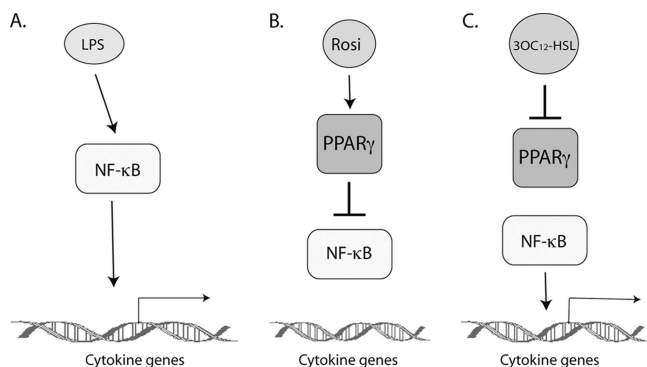 A.
LPS
NF-κB
Cytokine genes
B.
Rosi
PPARγ
NF-κB
Cytokine genes
C.
3OC₁₂-HSL
PPARγ
NF-κB
Cytokine genes